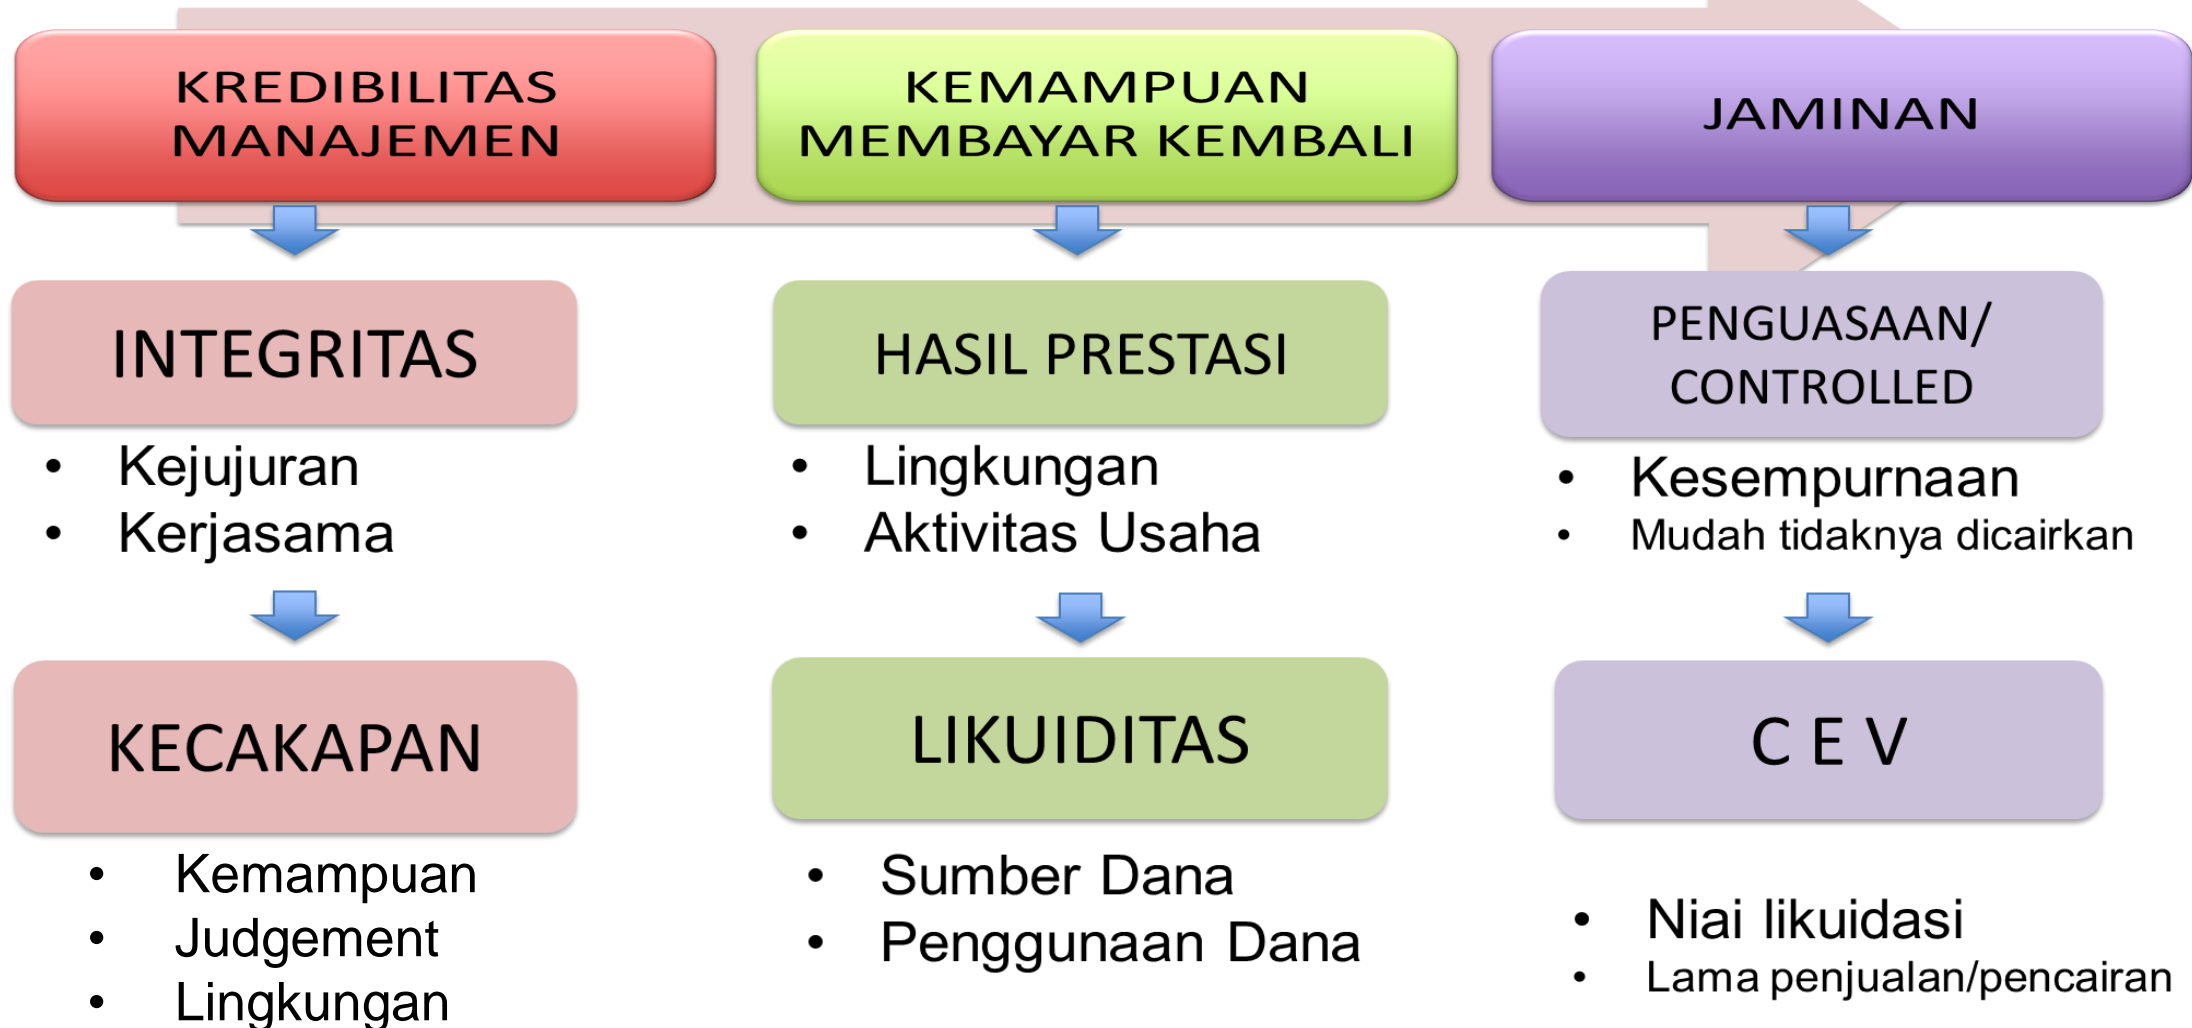 KREDIBILITAS
MANAJEMEN
INTEGRITAS
• Kejujuran
• Kerjasama
KECAKAPAN
• Kemampuan
• Judgement
• Lingkungan
KEMAMPUAN
MEMBAYAR KEMBALI
HASIL PRESTASI
• Lingkungan
• Aktivitas Usaha
LIKUIDITAS
• Sumber Dana
• Penggunaan Dana
JAMINAN
PENGUASAAN/
CONTROLLED
• Kesempurnaan
• Mudah tidaknya dicairkan
C E V
• Niai likuidasi
• Lama penjualan/pencairan